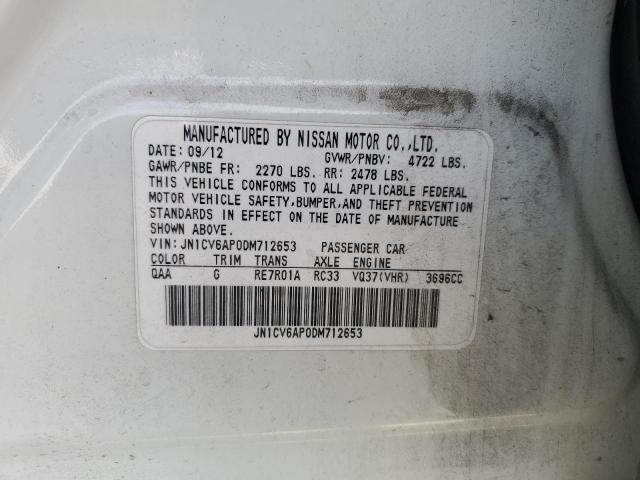 MANUFACTURED BY NISSAN MOTOR CO.,LTD.
DATE: 09/12 GVWR/PNBV: 4722 LBS.
GAWR/PNBE FR: 2270 LBS. RR: 2478 LBS.
THIS VEHICLE CONFORMS TO ALL APPLICABLE FEDERAL
MOTOR VEHICLE SAFETY,BUMPER,AND THEFT PREVENTION
STANDARDS IN EFFECT ON THE DATE OF MANUFACTURE
SHOWN ABOVE.
VIN: JN1CV6AP0DM712653 PASSENGER CAR
COLOR TRIM TRANS AXLE ENGINE
QAA G RE7R01A RC33 VQ37(VHR) 3696CC
JN1CV6AP0DM712653